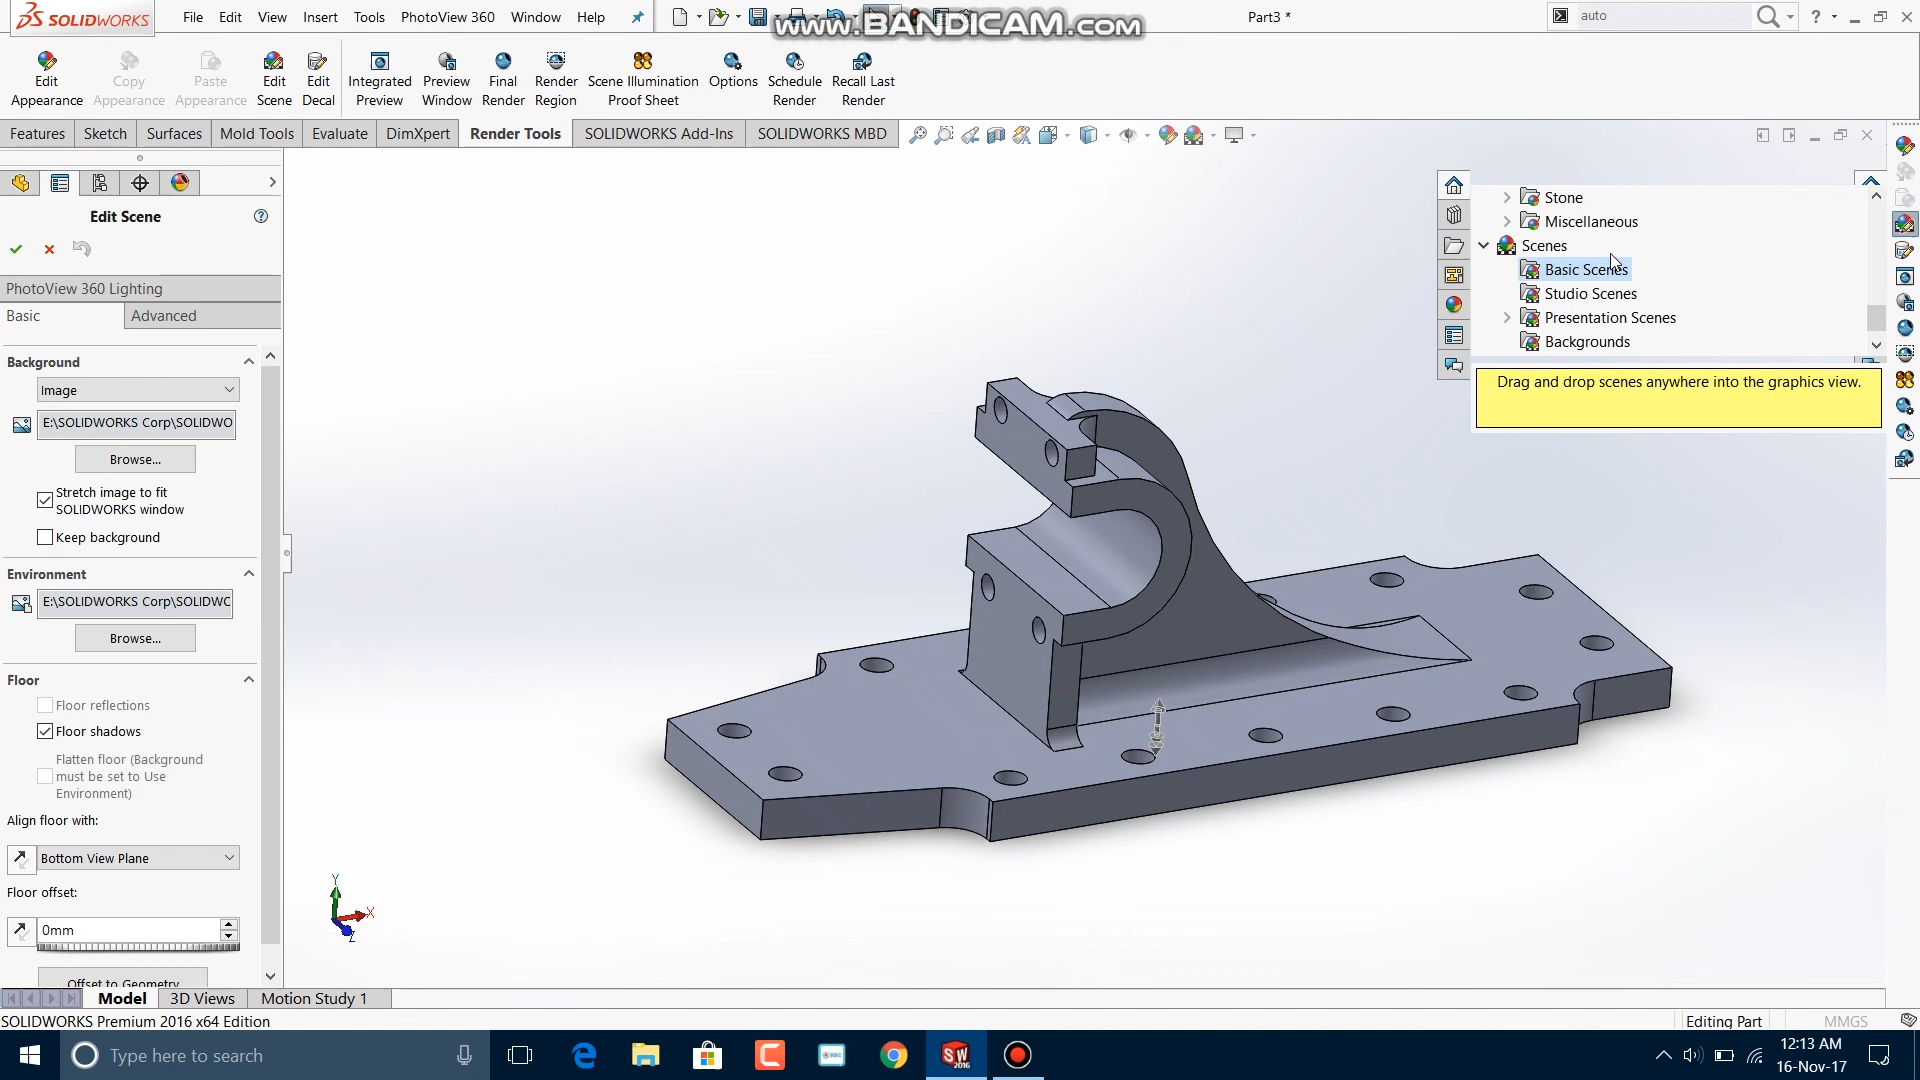 SOLIDWORKS
File Edit View Insert Tools PhotoView 360 Window Help
www.BANDICAM.com
Part3 *
auto
Edit Appearance
Copy Appearance
Paste Appearance
Edit Scene
Edit Decal
Integrated Preview
Preview Window
Final Render
Render Region
Scene Illumination Proof Sheet
Options
Schedule Render
Recall Last Render
Features Sketch Surfaces Mold Tools Evaluate DimXpert Render Tools SOLIDWORKS Add-Ins SOLIDWORKS MBD
Edit Scene
PhotoView 360 Lighting
Basic Advanced
Background
Image
E:\SOLIDWORKS Corp\SOLIDWO
Browse...
Stretch image to fit
SOLIDWORKS window
Keep background
Environment
E:\SOLIDWORKS Corp\SOLIDWC
Browse...
Floor
Floor reflections
Floor shadows
Flatten floor (Background
must be set to Use
Environment)
Align floor with:
Bottom View Plane
Floor offset:
0mm
Offset to Geometry
Stone
Miscellaneous
Scenes
Basic Scenes
Studio Scenes
Presentation Scenes
Backgrounds
Drag and drop scenes anywhere into the graphics view.
Y
X
Z
Model 3D Views Motion Study 1
SOLIDWORKS Premium 2016 x64 Edition
Editing Part
MMGS
Type here to search
REC
SW
2016
12:13 AM
16-Nov-17